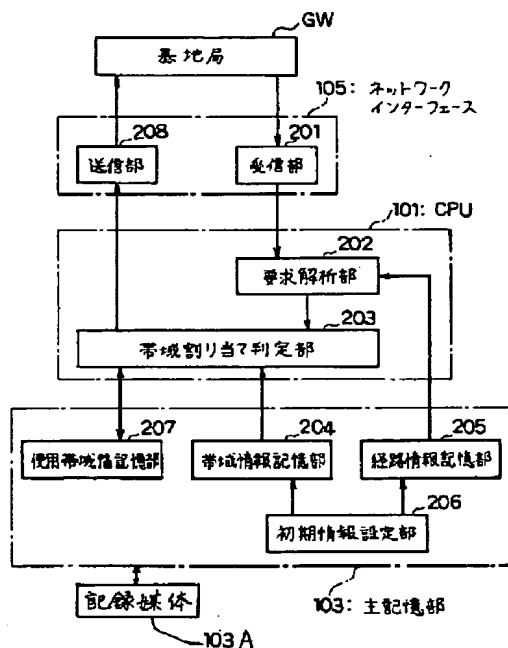 GW
基地局
105: ネットワーク
インターフェース
208
201
送信部
受信部
101: CPU
202
要求解析部
203
帯域割り当て判定部
207
204
205
使用帯域幅記憶部
帯域情報記憶部
経路情報記憶部
206
初期情報設定部
記録媒体
103: 主記憶部
103A